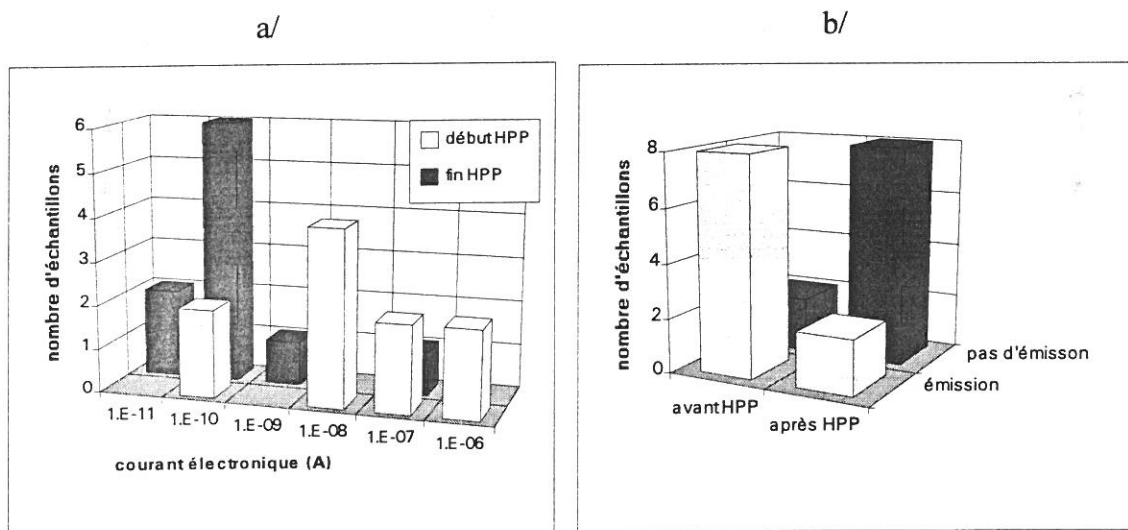 a/
nombre d'échantillons
6
5
4
3
2
1
0
début HPP
fin HPP
1.E-11
1.E-10
1.E-09
1.E-08
1.E-07
1.E-06
courant électronique (A)
b/
nombre d'échantillons
8
6
4
2
0
avant HPP
après HPP
pas d'émisson
émission